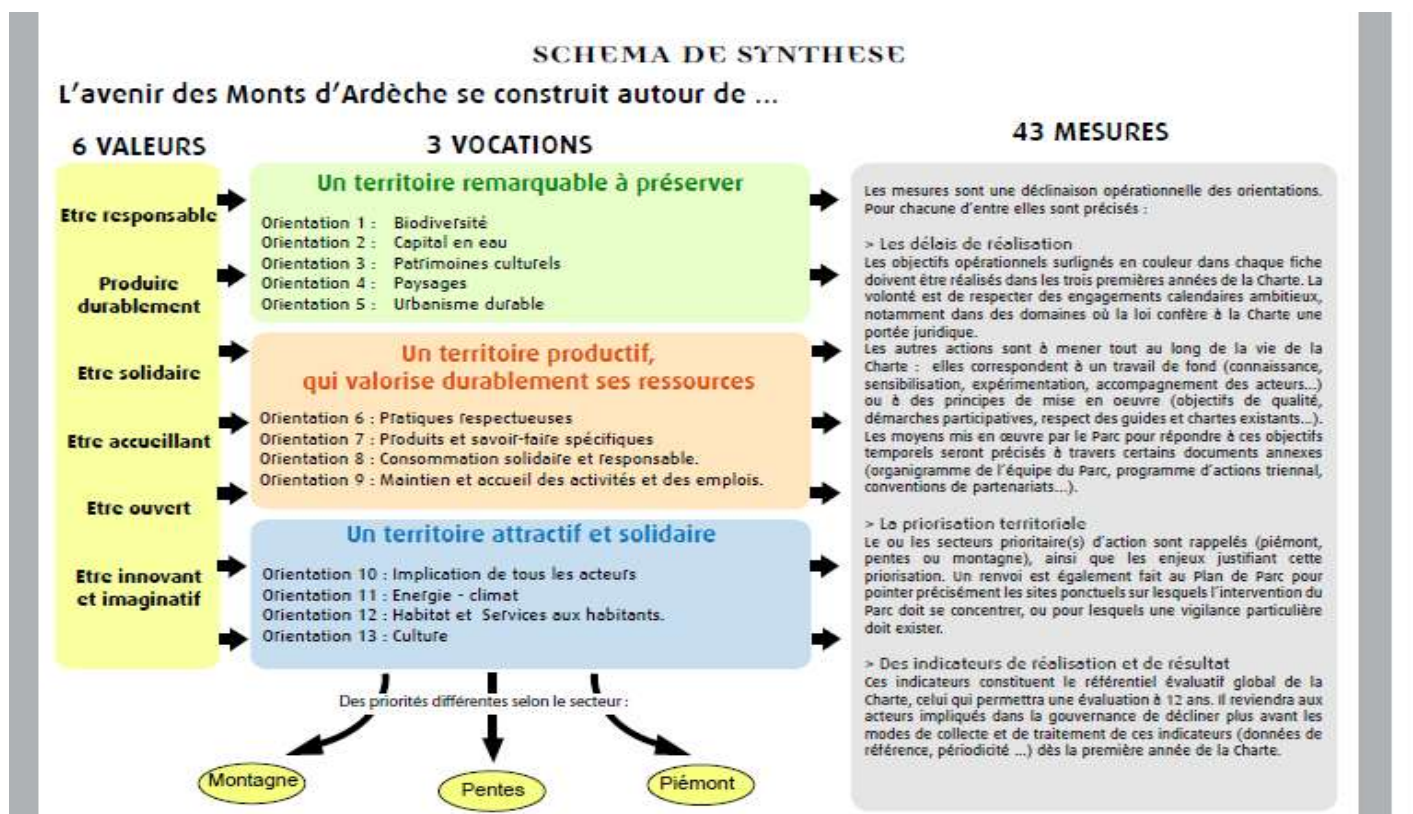 SCHEMA DE SYNTHESE
L'avenir des Monts d'Ardèche se construit autour de ...
6 VALEURS
Etre responsable
Produire
durablement
Etre solidaire
Etre accueillant
Etre ouvert
Etre innovant
et imaginatif
3 VOCATIONS
Un territoire remarquable à préserver
Orientation 1 : Biodiversité
Orientation 2 : Capital en eau
Orientation 3 : Patrimoines culturels
Orientation 4 : Paysages
Orientation 5 : Urbanisme durable
Un territoire productif,
qui valorise durablement ses ressources
Orientation 6 : Pratiques respectueuses
Orientation 7 : Produits et savoir-faire spécifiques
Orientation 8 : Consommation solidaire et responsable.
Orientation 9 : Maintien et accueil des activités et des emplois.
Un territoire attractif et solidaire
Orientation 10 : Implication de tous les acteurs
Orientation 11 : Energie - climat
Orientation 12 : Habitat et Services aux habitants.
Orientation 13 : Culture
Des priorités différentes selon le secteur :
Montagne
Pentes
Piémont
43 MESURES
Les mesures sont une déclinaison opérationnelle des orientations.
Pour chacune d'entre elles sont précisés :
> Les délais de réalisation
Les objectifs opérationnels surlignés en couleur dans chaque fiche
doivent être réalisés dans les trois premières années de la Charte. La
volonté est de respecter des engagements calendaires ambitieux,
notamment dans des domaines où la loi confère à la Charte une
portée juridique.
Les autres actions sont à mener tout au long de la vie de la
Charte : elles correspondent à un travail de fond (connaissance,
sensibilisation, expérimentation, accompagnement des acteurs...)
ou à des principes de mise en oeuvre (objectifs de qualité,
démarches participatives, respect des guides et chartes existants...).
Les moyens mis en œuvre par le Parc pour répondre à ces objectifs
temporels seront précisés à travers certains documents annexes
(organigramme de l'équipe du Parc, programme d'actions triennal,
conventions de partenariats...).
> La priorisation territoriale
Le ou les secteurs prioritaire(s) d'action sont rappelés (piémont,
pentes ou montagne), ainsi que les enjeux justifiant cette
priorisation. Un renvoi est également fait au Plan de Parc pour
pointer précisément les sites ponctuels sur lesquels l'intervention du
Parc doit se concentrer, ou pour lesquels une vigilance particulière
doit exister.
> Des indicateurs de réalisation et de résultat
Ces indicateurs constituent le référentiel évaluatif global de la
Charte, celui qui permettra une évaluation à 12 ans. Il reviendra aux
acteurs impliqués dans la gouvernance de décliner plus avant les
modes de collecte et de traitement de ces indicateurs (données de
référence, périodicité ...) dès la première année de la Charte.